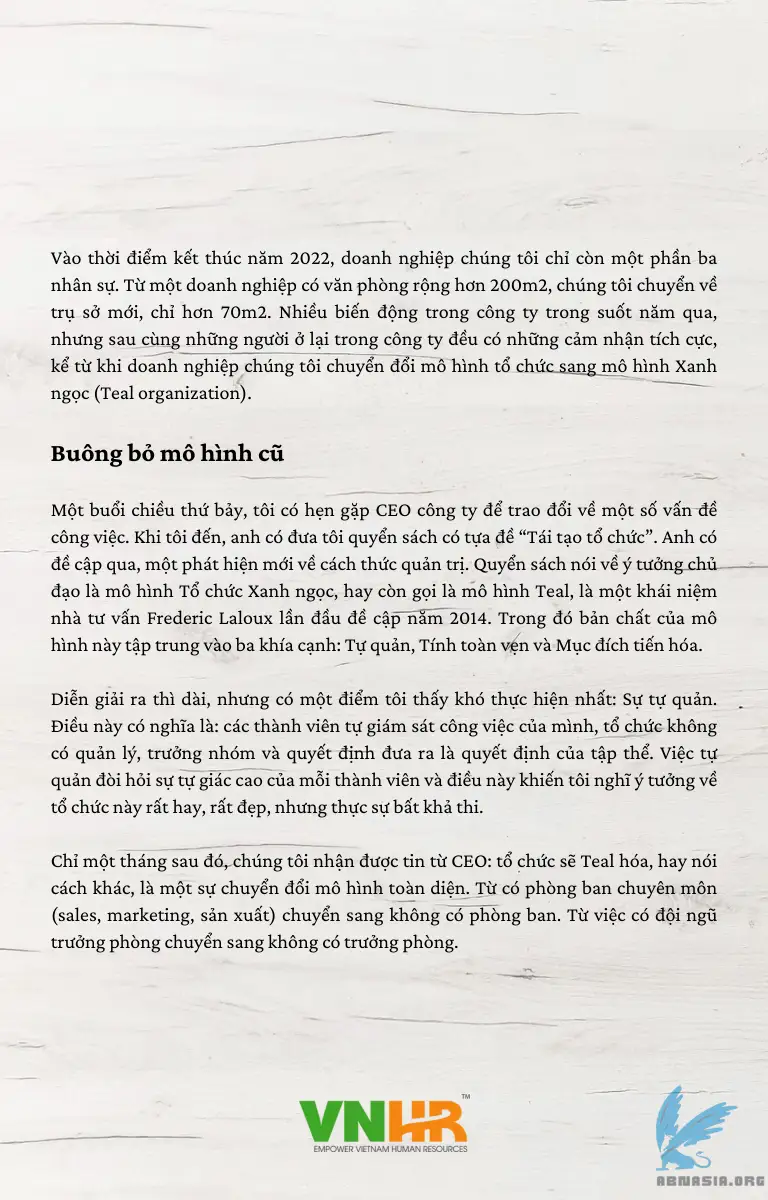 Vào thời điểm kết thúc năm 2022, doanh nghiệp chúng tôi chỉ còn một phần ba
nhân sự. Từ một doanh nghiệp có văn phòng rộng hơn 200m2, chúng tôi chuyển về
trụ sở mới, chỉ hơn 70m2. Nhiều biến động trong công ty trong suốt năm qua,
nhưng sau cùng những người ở lại trong công ty đều có những cảm nhận tích cực,
kể từ khi doanh nghiệp chúng tôi chuyển đổi mô hình tổ chức sang mô hình Xanh
ngọc (Teal organization).
Buông bỏ mô hình cũ
Một buổi chiều thứ bảy, tôi có hẹn gặp CEO công ty để trao đổi về một số vấn đề
công việc. Khi tôi đến, anh có đưa tôi quyển sách có tựa đề “Tái tạo tổ chức”. Anh có
đề cập qua, một phát hiện mới về cách thức quản trị. Quyển sách nói về ý tưởng chủ
đạo là mô hình Tổ chức Xanh ngọc, hay còn gọi là mô hình Teal, là một khái niệm
nhà tư vấn Frederic Laloux lần đầu đề cập năm 2014. Trong đó bản chất của mô
hình này tập trung vào ba khía cạnh: Tự quản, Tính toàn vẹn và Mục đích tiến hóa.
Diễn giải ra thì dài, nhưng có một điểm tôi thấy khó thực hiện nhất: Sự tự quản.
Điều này có nghĩa là: các thành viên tự giám sát công việc của mình, tổ chức không
có quản lý, trưởng nhóm và quyết định đưa ra là quyết định của tập thể. Việc tự
quản đòi hỏi sự tự giác cao của mỗi thành viên và điều này khiến tôi nghĩ ý tưởng về
tổ chức này rất hay, rất đẹp, nhưng thực sự bất khả thi.
Chỉ một tháng sau đó, chúng tôi nhận được tin từ CEO: tổ chức sẽ Teal hóa, hay nói
cách khác, là một sự chuyển đổi mô hình toàn diện. Từ có phòng ban chuyên môn
(sales, marketing, sản xuất) chuyển sang không có phòng ban. Từ việc có đội ngũ
trưởng phòng chuyển sang không có trưởng phòng.
VNHR™
EMPOWER VIETNAM HUMAN RESOURCES
ABNASIA.ORG